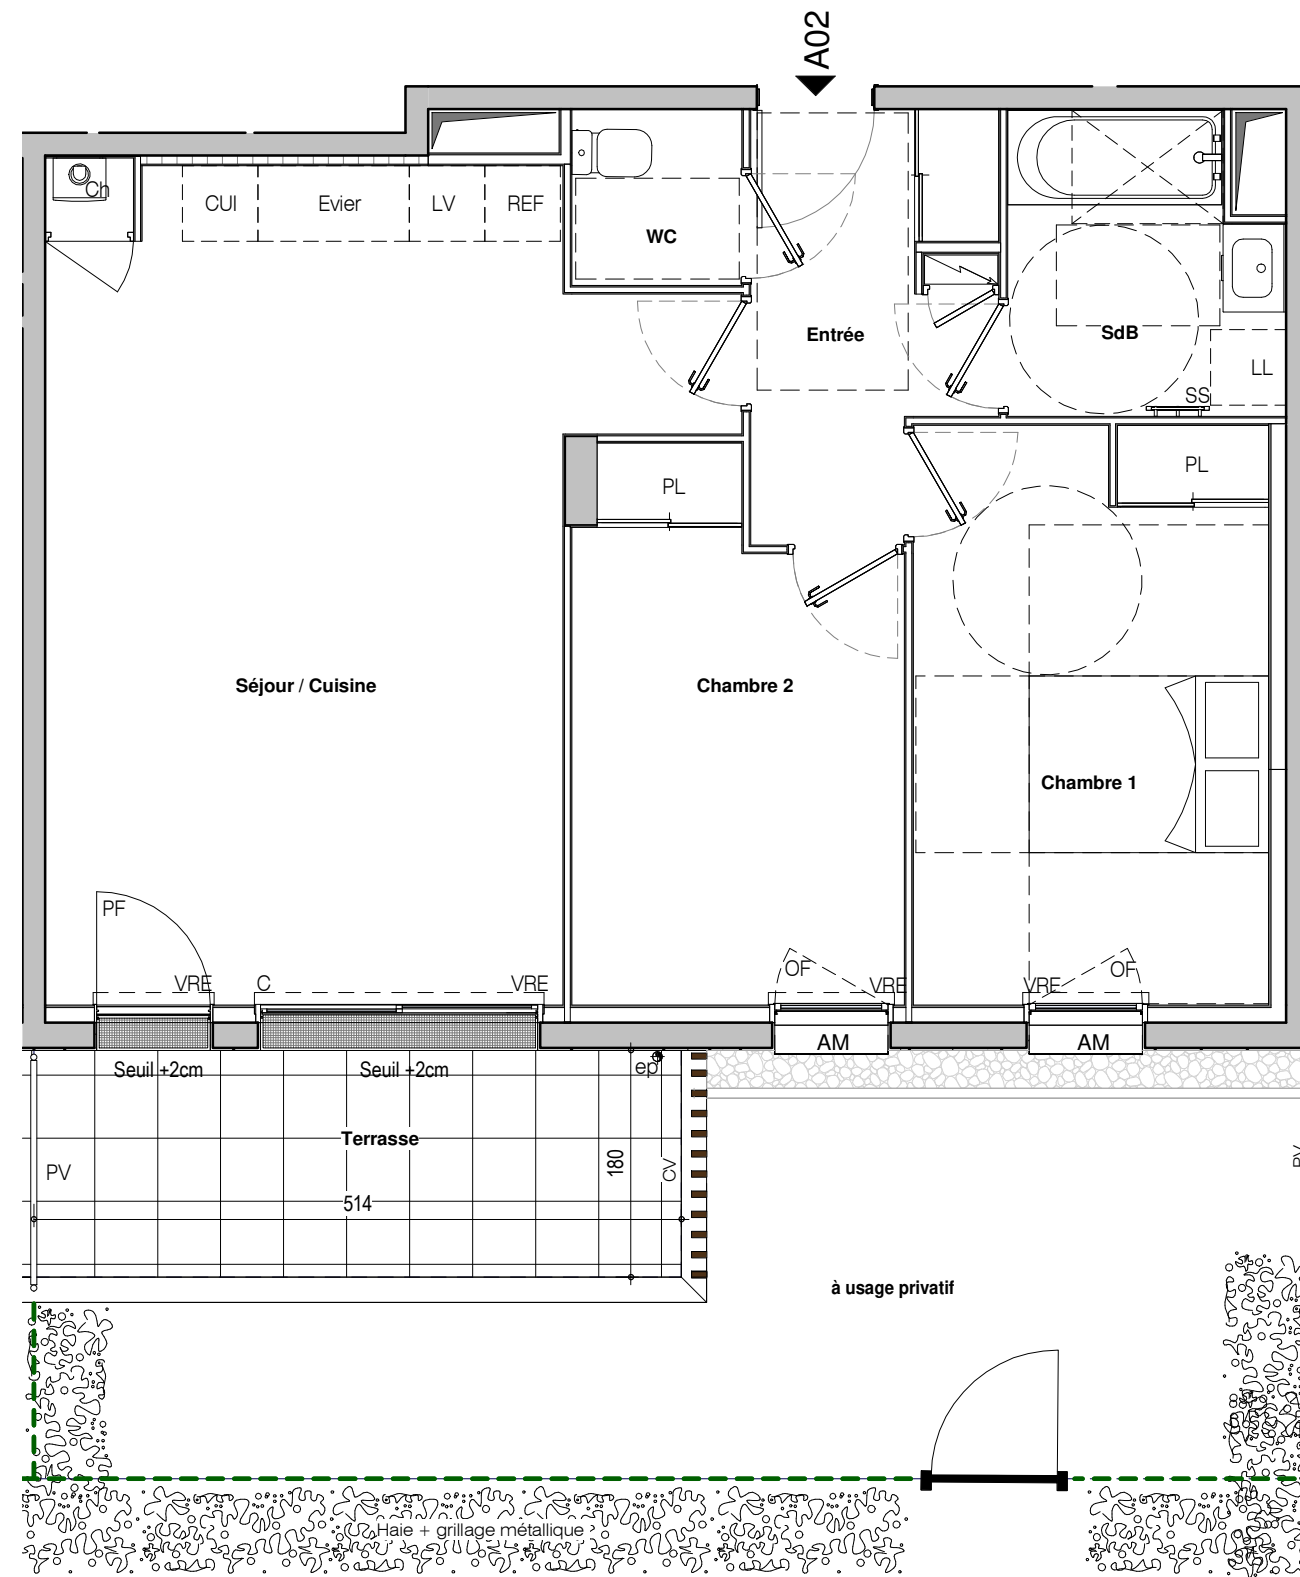 A02
Ch
CUI
Evier
LV
REF
WC
Entrée
SdB
LL
SS
PL
PL
Séjour / Cuisine
Chambre 2
Chambre 1
PF
VRE
C
VRE
OF
VRE
VRE
OF
AM
AM
Seuil +2cm
Seuil +2cm
ep
Terrasse
PV
180
CV
PV
514
à usage privatif
Haie + grillage métallique